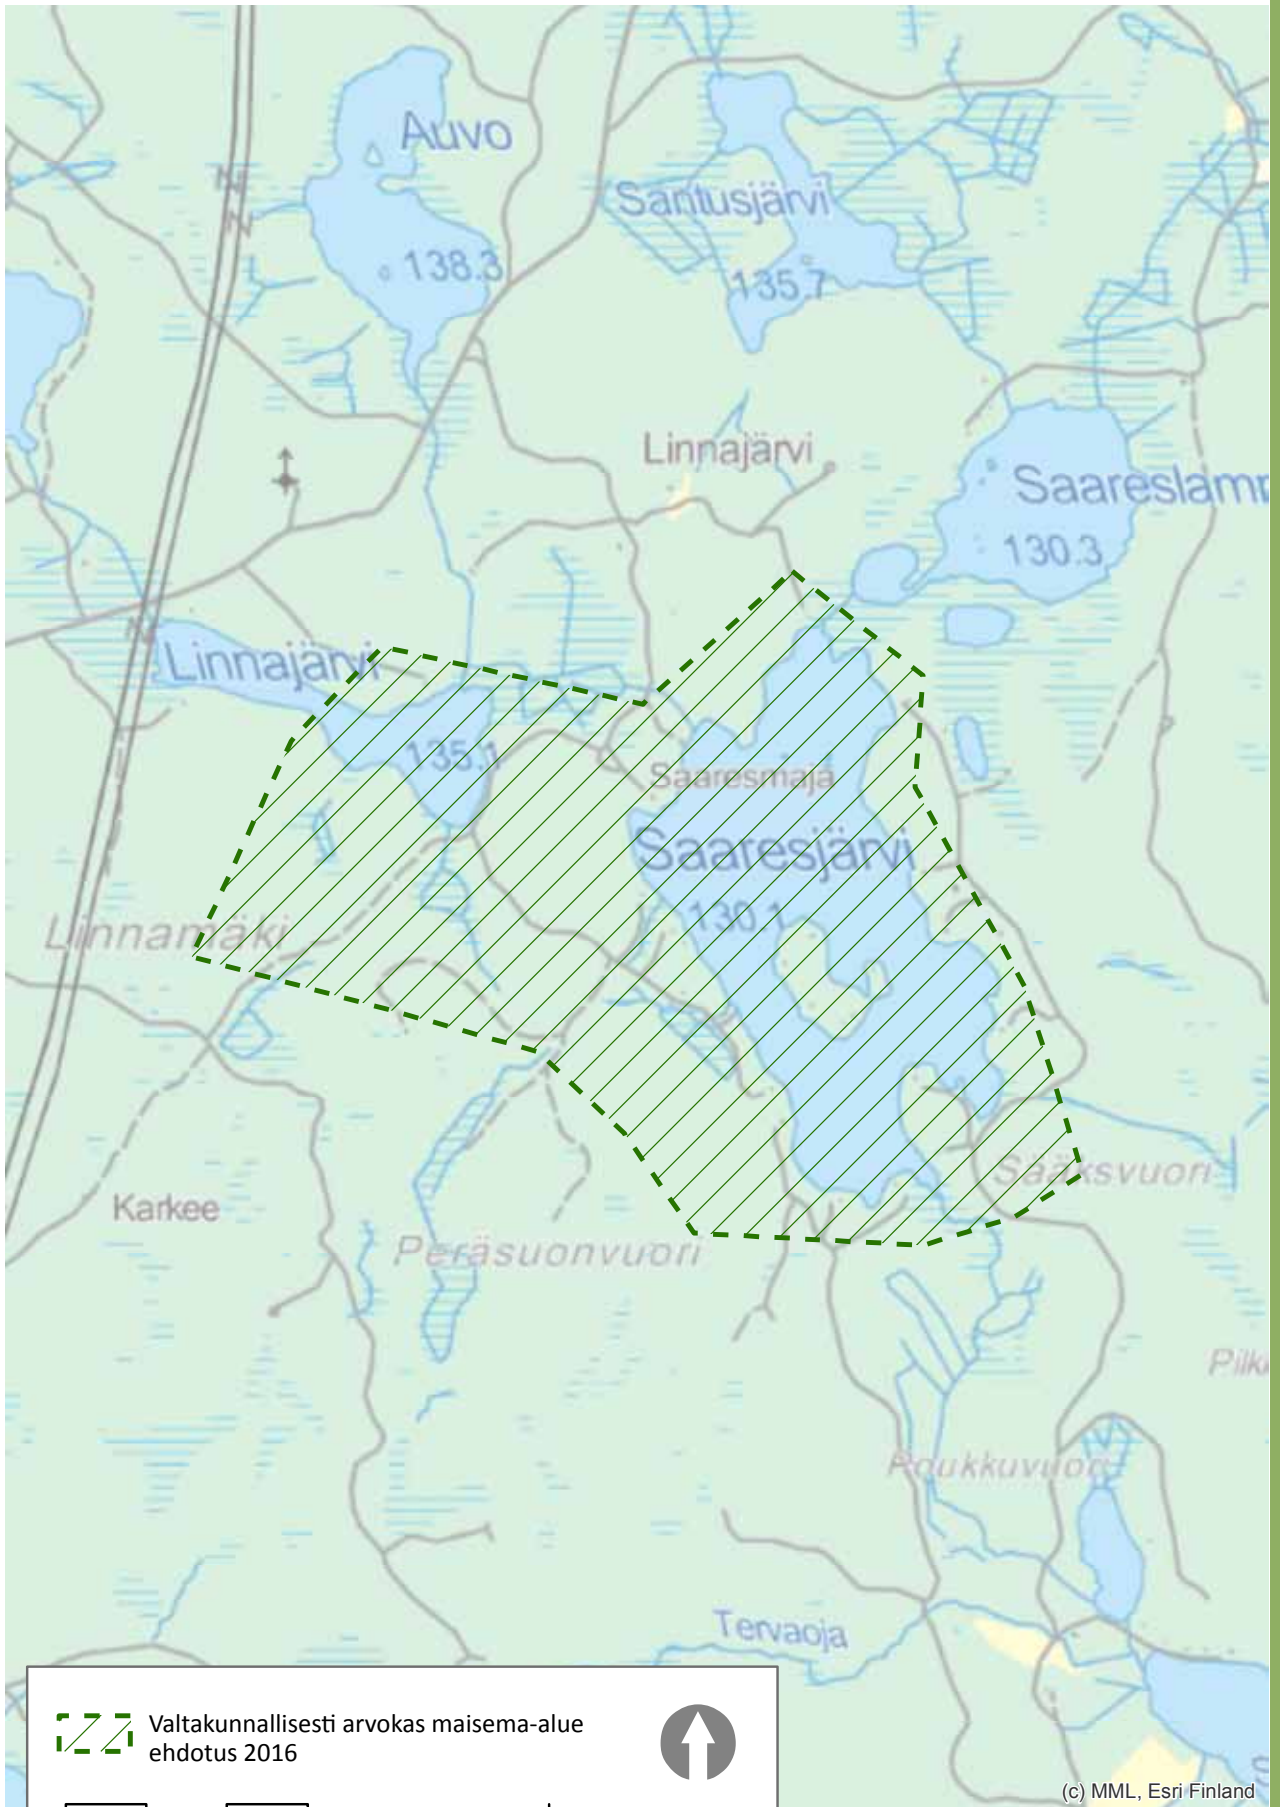 Auvo
Santusjärvi
138.3
135.7
Linnajärvi
130.3
Linnajärvi
135.1
Saaresmaja
Saaresjärvi
130.1
Linnamäki
Sääksvuori
Karkee
Peräsuonvuori
Poukkuvuori
Tervaoja
Valtakunnallisesti arvokas maisema-alue
ehdotus 2016
(c) MML, Esri Finland